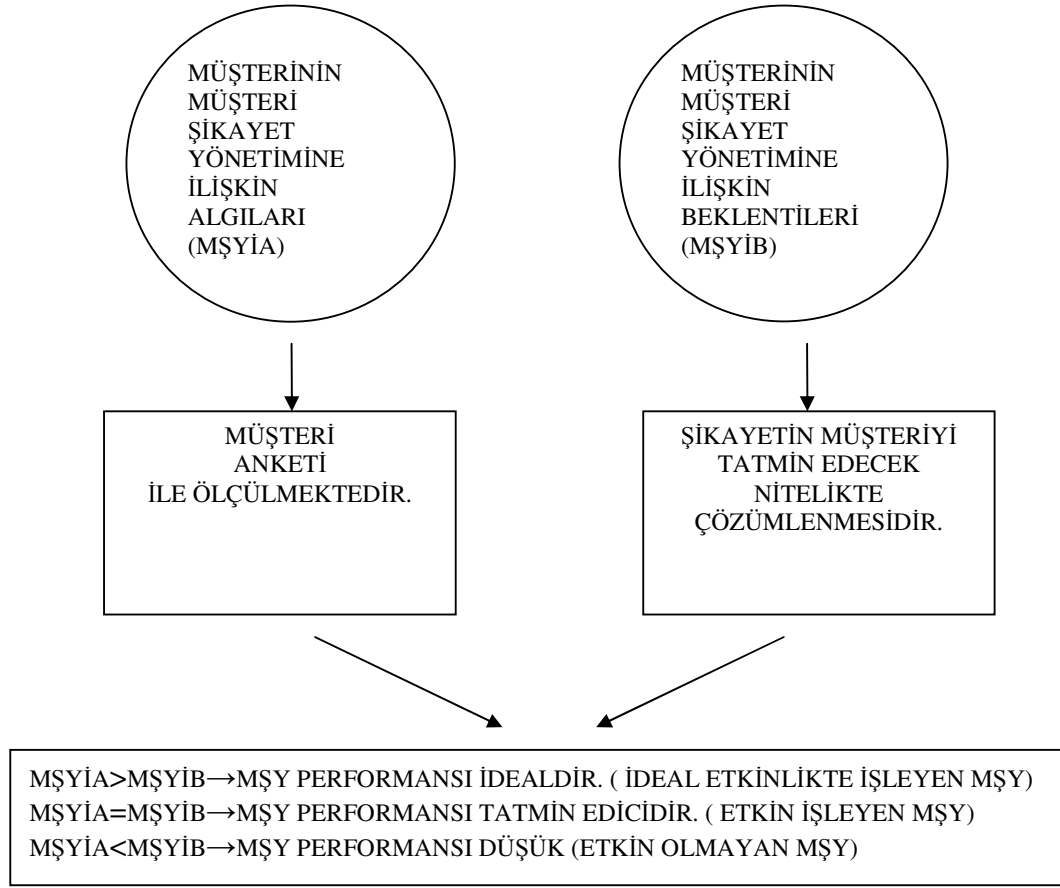 MÜŞTERİNİN
MÜŞTERİ
ŞİKAYET
YÖNETİMİNE
İLİŞKİN
ALGILARI
(MŞYİA)
MÜŞTERİNİN
MÜŞTERİ
ŞİKAYET
YÖNETİMİNE
İLİŞKİN
BEKLENTİLERİ
(MŞYİB)
MÜŞTERİ
ANKETİ
İLE ÖLÇÜLMEKTEDİR.
ŞİKAYETİN MÜŞTERİYİ
TATMİN EDECEK
NİTELİKTE
ÇÖZÜMLENMESİDİR.
MŞYİA>MŞYİB→MŞY PERFORMANSI İDEALDİR. ( İDEAL ETKİNLİKTE İŞLEYEN MŞY)
MŞYİA=MŞYİB→MŞY PERFORMANSI TATMİN EDİCİDİR. ( ETKİN İŞLEYEN MŞY)
MŞYİA<MŞYİB→MŞY PERFORMANSI DÜŞÜK (ETKİN OLMAYAN MŞY)